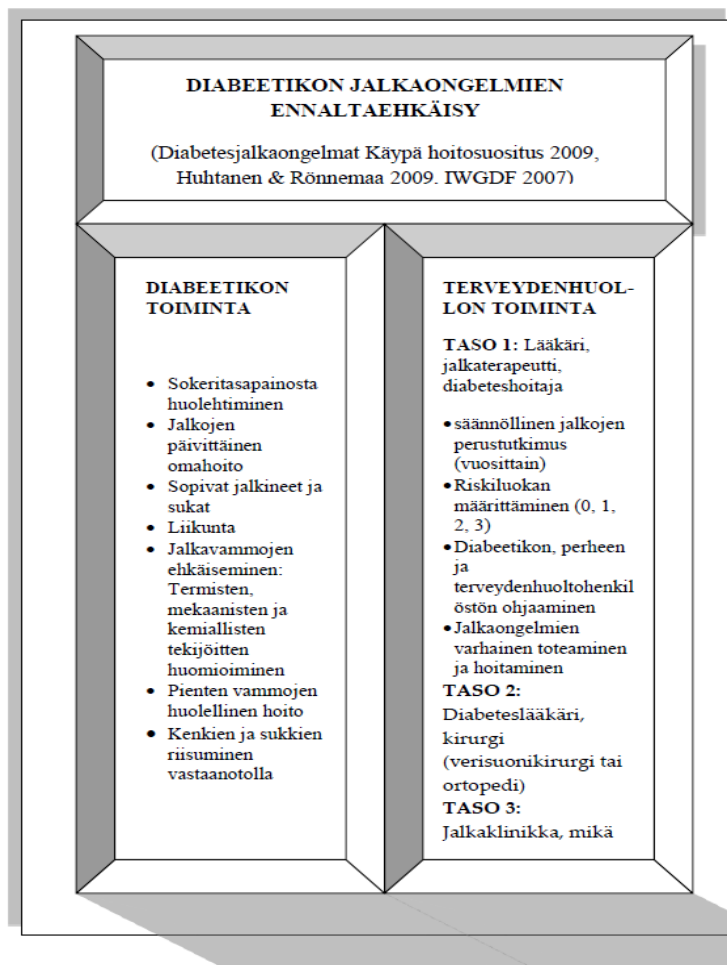 DIABEETIKON JALKAONGELMIEN
ENNALTAEHKÄISY
(Diabetesjalkaongelmat Käypä hoitosuositus 2009,
Huhtanen & Rönnemaa 2009. IWGDF 2007)
DIABEETIKON
TOIMINTA
• Sokeritasapainosta
huolehtiminen
• Jalkojen
päivittäinen
omahoito
• Sopivat jalkineet ja
sukat
• Liikunta
• Jalkavammojen
ehkäiseminen:
Termisten,
mekaanisten ja
kemiallisten
tekijöitten
huomioiminen
• Pienten vammojen
huolellinen hoito
• Kenkien ja sukkien
riisuminen
vastaanotolla
TERVEYDENHUOL-
LON TOIMINTA
TASO 1: Lääkäri,
jalkaterapeutti,
diabeteshoitaja
• säännöllinen jalkojen
perustutkimus
(vuosittain)
• Riskiluokan
määrittäminen (0, 1,
2, 3)
• Diabeetikon, perheen
ja
terveydenhuoltohenkil
östön ohjaaminen
• Jalkaongelmien
varhainen toteaminen
ja hoitaminen
TASO 2:
Diabeteslääkäri,
kirurgi
(verisuonikirurgi tai
ortopedi)
TASO 3:
Jalkaklinikka, mikä